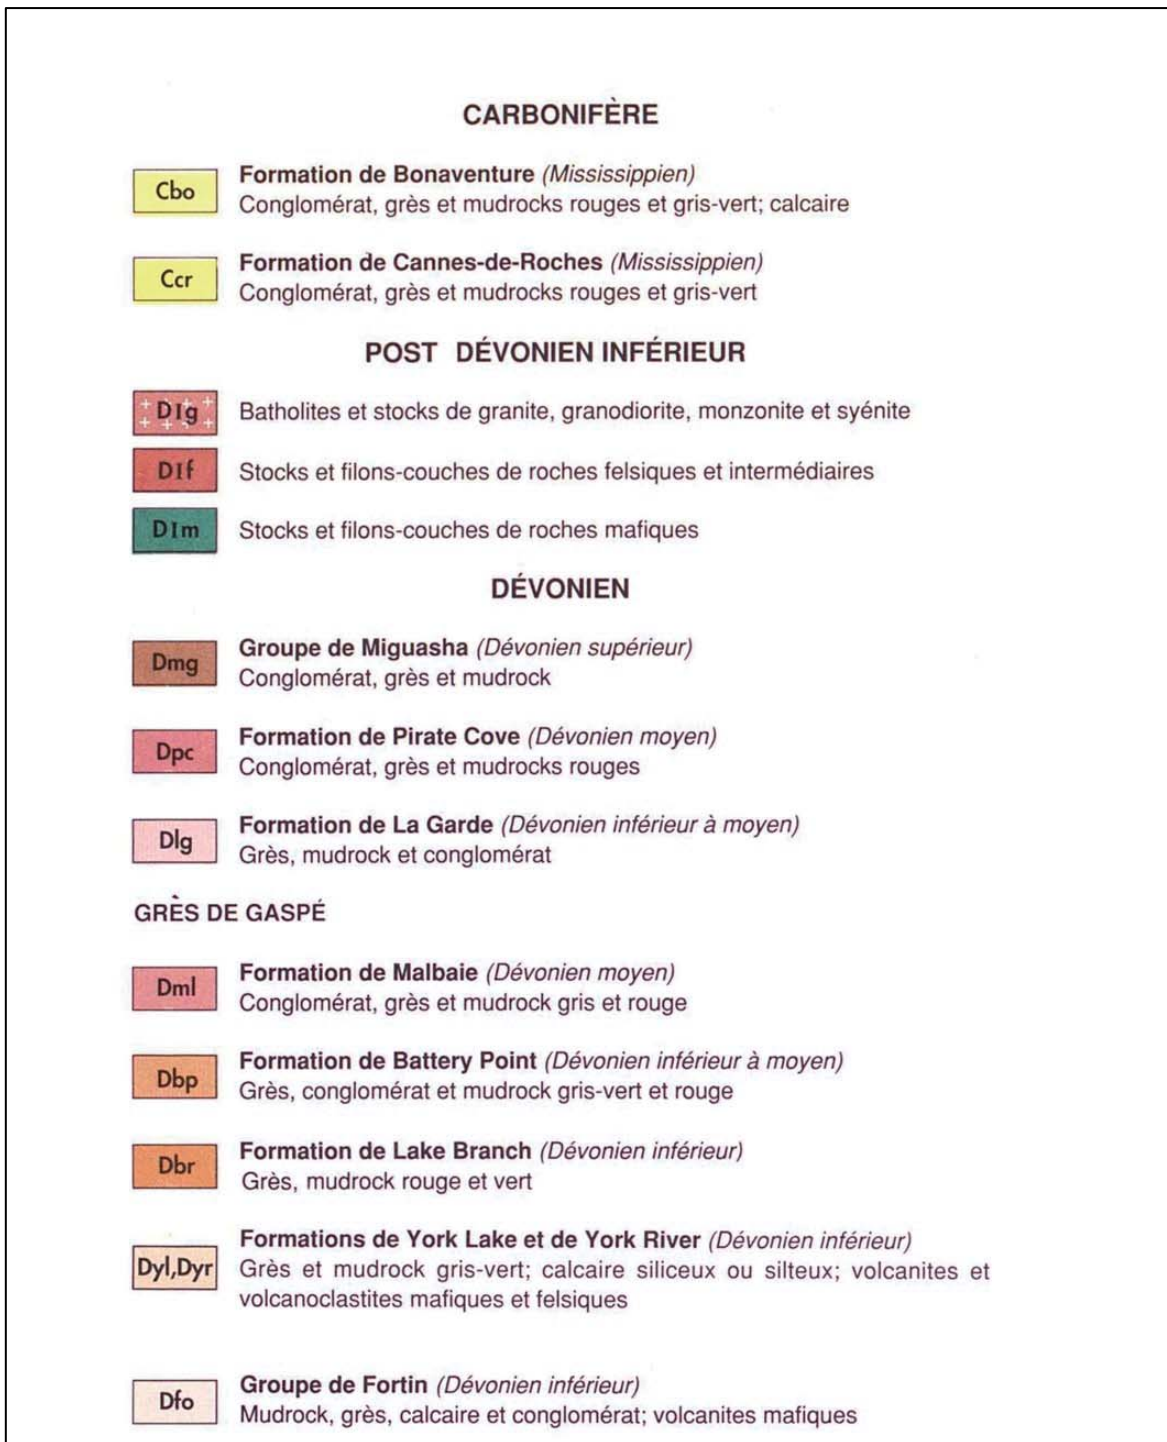 CARBONIFÈRE
Cbo
Formation de Bonaventure (Mississippien)
Conglomérat, grès et mudrocks rouges et gris-vert; calcaire
Ccr
Formation de Cannes-de-Roches (Mississippien)
Conglomérat, grès et mudrocks rouges et gris-vert
POST DÉVONIEN INFÉRIEUR
DIg
Batholites et stocks de granite, granodiorite, monzonite et syénite
DIf
Stocks et filons-couches de roches felsiques et intermédiaires
DIm
Stocks et filons-couches de roches mafiques
DÉVONIEN
Dmg
Groupe de Miguasha (Dévonien supérieur)
Conglomérat, grès et mudrock
Dpc
Formation de Pirate Cove (Dévonien moyen)
Conglomérat, grès et mudrocks rouges
Dlg
Formation de La Garde (Dévonien inférieur à moyen)
Grès, mudrock et conglomérat
GRÈS DE GASPÉ
Dml
Formation de Malbaie (Dévonien moyen)
Conglomérat, grès et mudrock gris et rouge
Dbp
Formation de Battery Point (Dévonien inférieur à moyen)
Grès, conglomérat et mudrock gris-vert et rouge
Dbr
Formation de Lake Branch (Dévonien inférieur)
Grès, mudrock rouge et vert
Dyl,Dyr
Formations de York Lake et de York River (Dévonien inférieur)
Grès et mudrock gris-vert; calcaire siliceux ou silteux; volcanites et
volcanoclastites mafiques et felsiques
Dfo
Groupe de Fortin (Dévonien inférieur)
Mudrock, grès, calcaire et conglomérat; volcanites mafiques